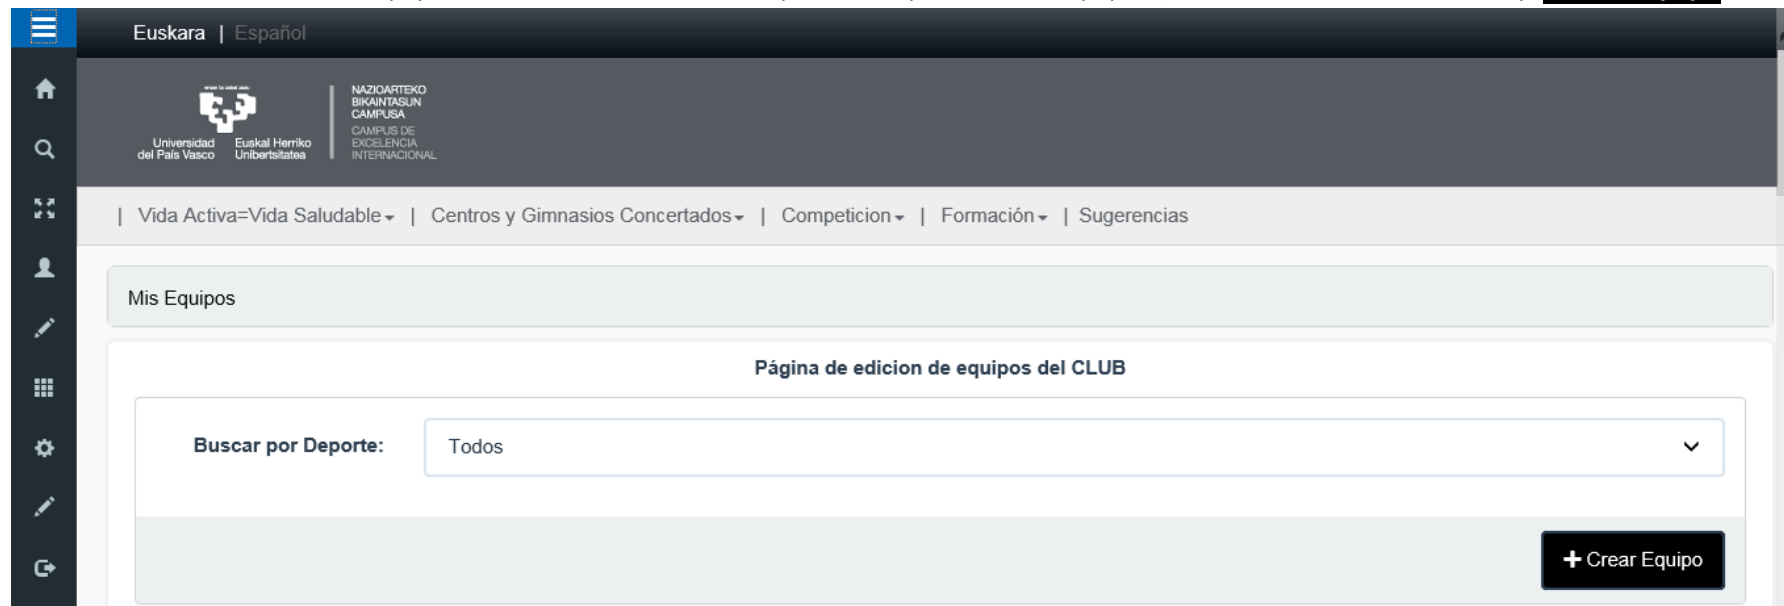 Euskara | Español
NAZIOARTEKO
BIKAINTASUN
CAMPUSA
CAMPUS DE
EXCELENCIA
INTERNACIONAL
Universidad
del País Vasco
Euskal Herriko
Unibertsitatea
| Vida Activa=Vida Saludable | Centros y Gimnasios Concertados | Competicion | Formación | Sugerencias
Mis Equipos
Página de edicion de equipos del CLUB
Buscar por Deporte: Todos
Crear Equipo